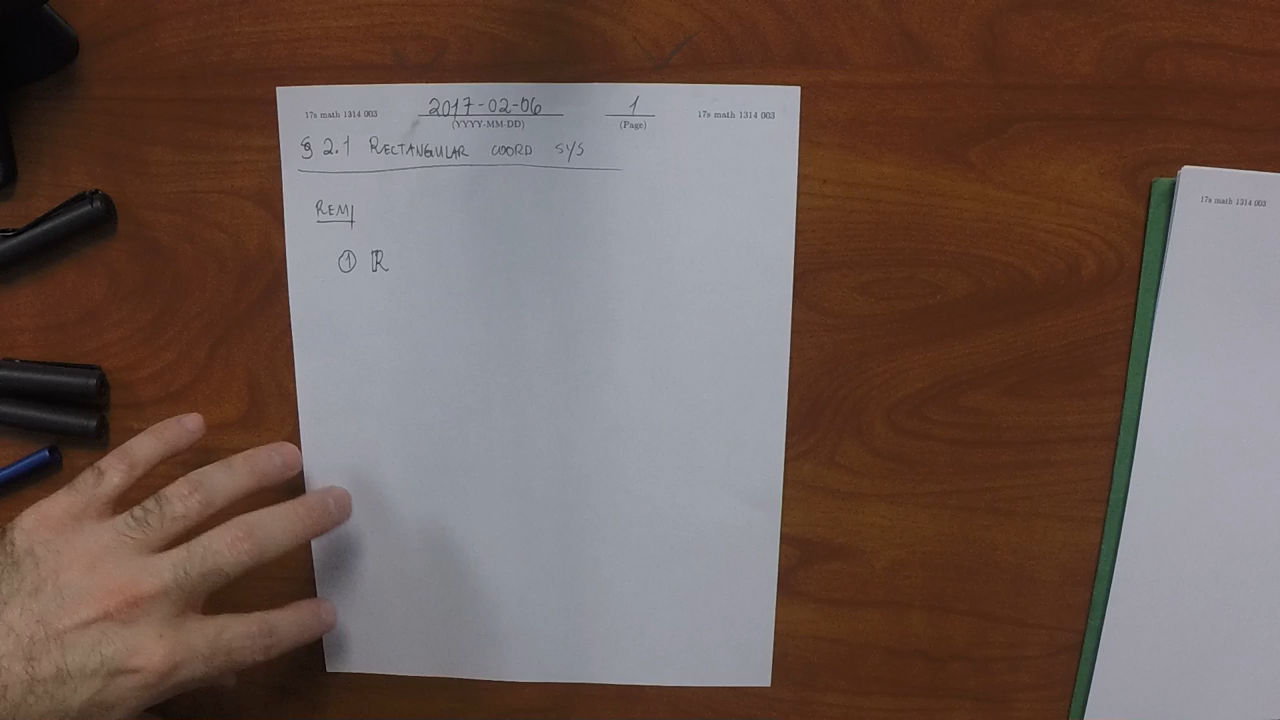 17s math 1314 003 2017-02-06 1 17s math 1314 003
(YYYY-MM-DD) (Page)
§ 2.1 RECTANGULAR COORD SYS
REM
① ℝ
17s math 1314 003